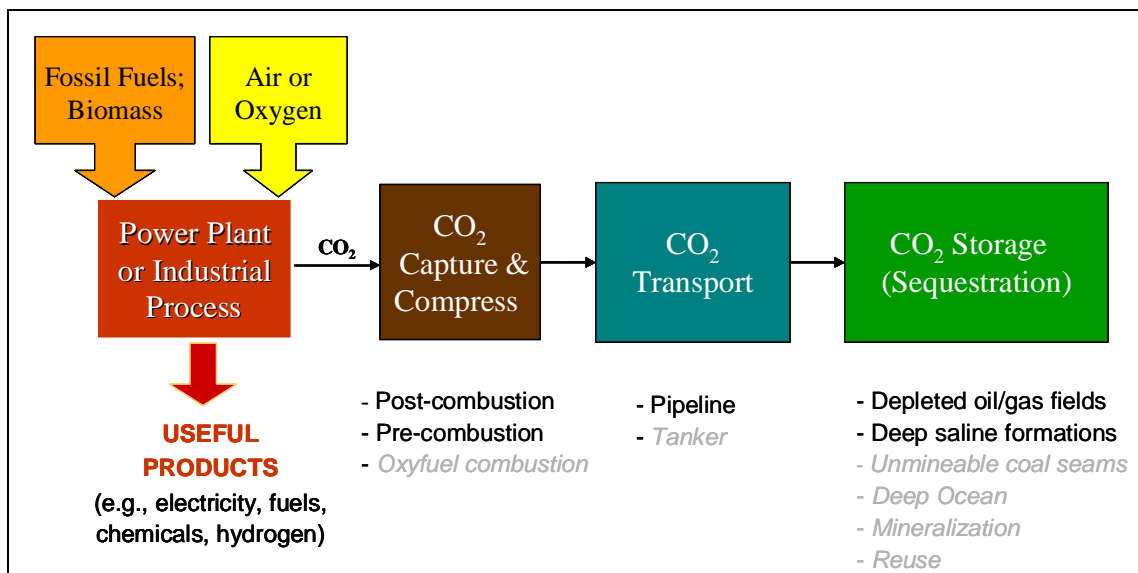 Fossil Fuels;
Biomass
Air or
Oxygen
Power Plant
or Industrial
Process
CO₂
CO₂
Capture &
Compress
CO₂
Transport
CO₂ Storage
(Sequestration)
USEFUL
PRODUCTS
(e.g., electricity, fuels,
chemicals, hydrogen)
- Post-combustion
- Pre-combustion
- Oxyfuel combustion
- Pipeline
- Tanker
- Depleted oil/gas fields
- Deep saline formations
- Unmineable coal seams
- Deep Ocean
- Mineralization
- Reuse